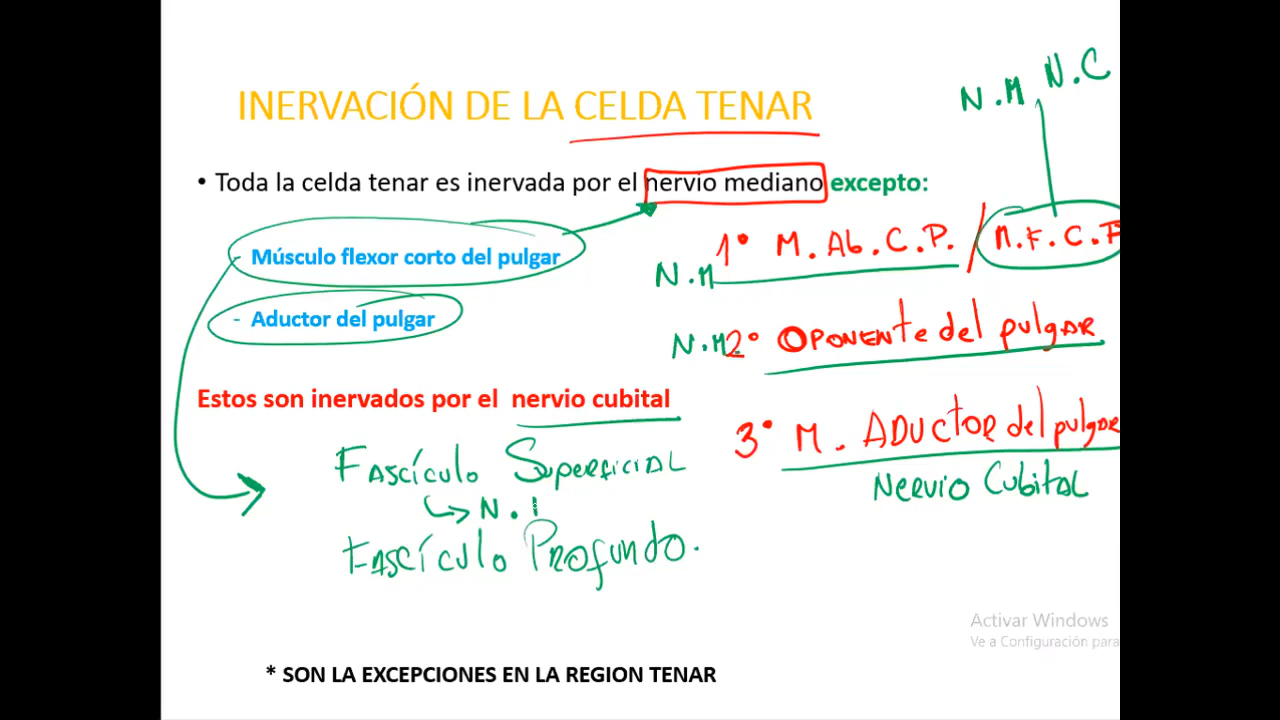 N.M N.C
INERVACIÓN DE LA CELDA TENAR
• Toda la celda tenar es inervada por el nervio mediano excepto:
Músculo flexor corto del pulgar
- Aductor del pulgar
N.M 1° M. Ab. C. P. / M. F. C. P
N.M 2° OPONENte del pulgAR
3° M. ADUCTOR del pulgar
NERVIO CUbITAL
Estos son inervados por el nervio cubital
FAScículo SUPERFICIAL
N.
FAScículo PROfundo.
Activar Windows
Ve a Configuración para
* SON LA EXCEPCIONES EN LA REGION TENAR